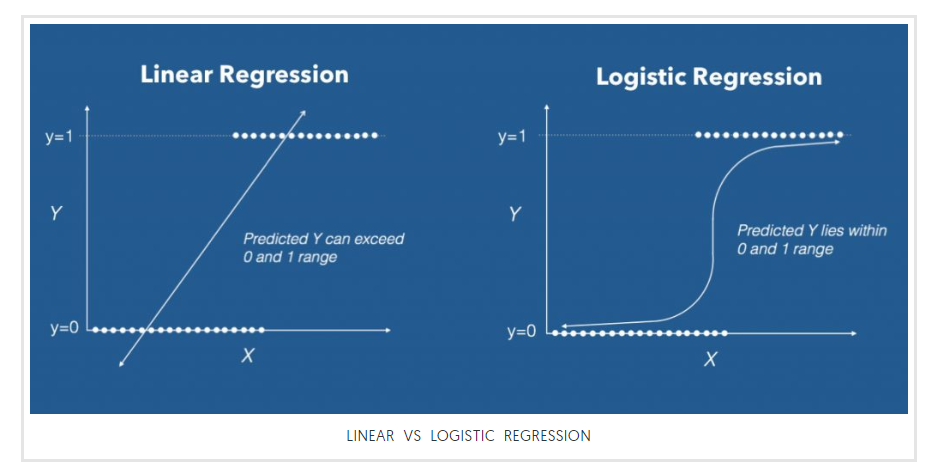 Linear Regression
y=1
Y
Predicted Y can exceed
0 and 1 range
y=0
X
Logistic Regression
y=1
Y
Predicted Y lies within
0 and 1 range
y=0
X
LINEAR VS LOGISTIC REGRESSION